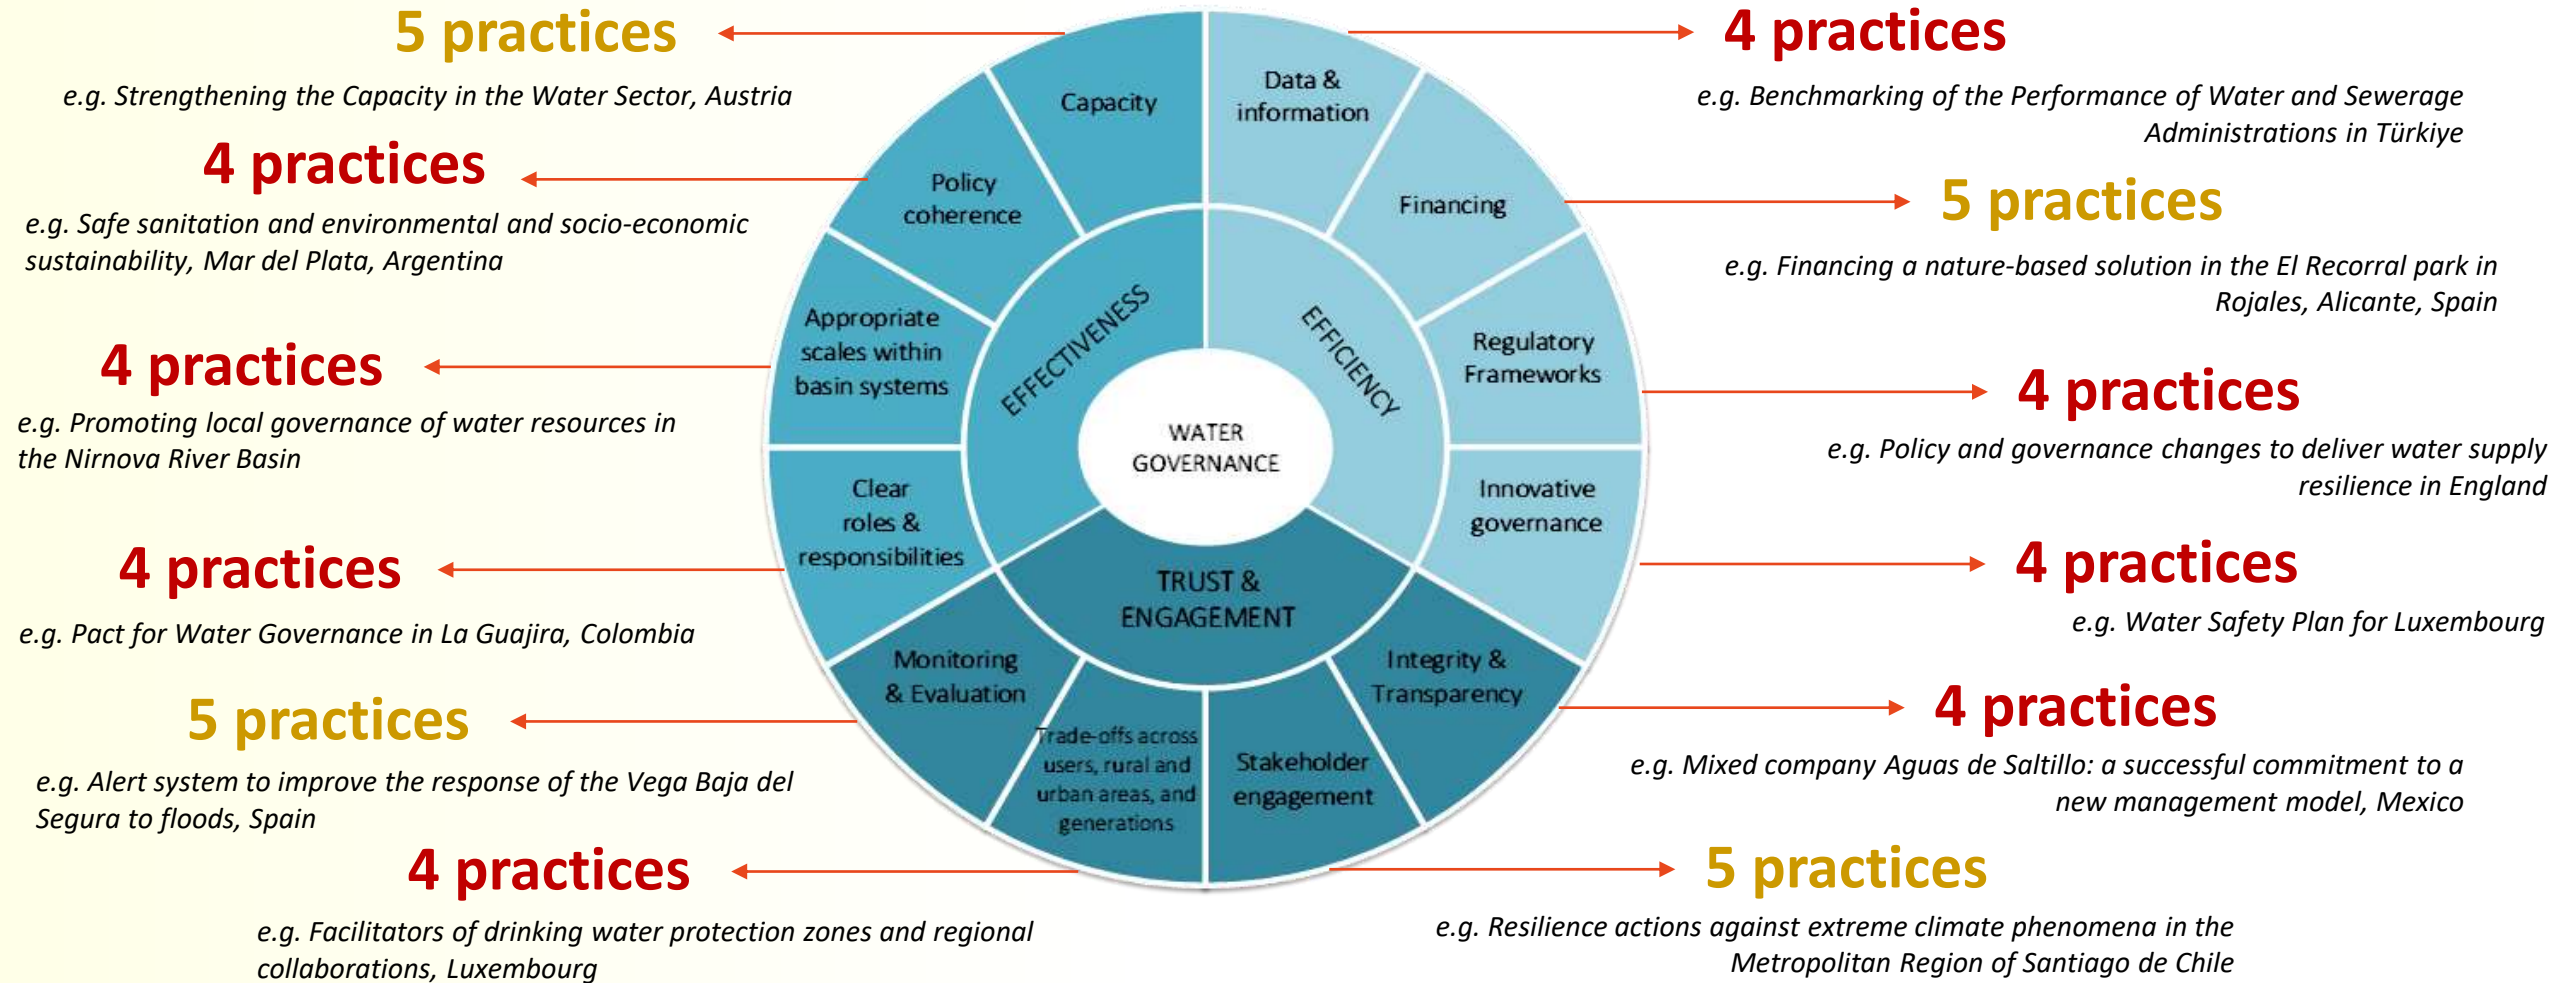 5 practices
e.g. Strengthening the Capacity in the Water Sector, Austria
4 practices
e.g. Safe sanitation and environmental and socio-economic
sustainability, Mar del Plata, Argentina
4 practices
e.g. Promoting local governance of water resources in
the Nirnova River Basin
4 practices
e.g. Pact for Water Governance in La Guajira, Colombia
5 practices
e.g. Alert system to improve the response of the Vega Baja del
Segura to floods, Spain
4 practices
e.g. Facilitators of drinking water protection zones and regional
collaborations, Luxembourg
Capacity
Policy
coherence
Appropriate
scales within
basin systems
Clear
roles &
responsibilities
Monitoring
& Evaluation
Trade-offs across
users, rural and
urban areas, and
generations
Stakeholder
engagement
Integrity &
Transparency
Innovative
governance
Regulatory
Frameworks
Financing
Data &
information
EFFECTIVENESS
EFFICIENCY
TRUST &
ENGAGEMENT
WATER
GOVERNANCE
4 practices
e.g. Benchmarking of the Performance of Water and Sewerage
Administrations in Türkiye
5 practices
e.g. Financing a nature-based solution in the El Recorral park in
Rojales, Alicante, Spain
4 practices
e.g. Policy and governance changes to deliver water supply
resilience in England
4 practices
e.g. Water Safety Plan for Luxembourg
4 practices
e.g. Mixed company Aguas de Saltillo: a successful commitment to a
new management model, Mexico
5 practices
e.g. Resilience actions against extreme climate phenomena in the
Metropolitan Region of Santiago de Chile